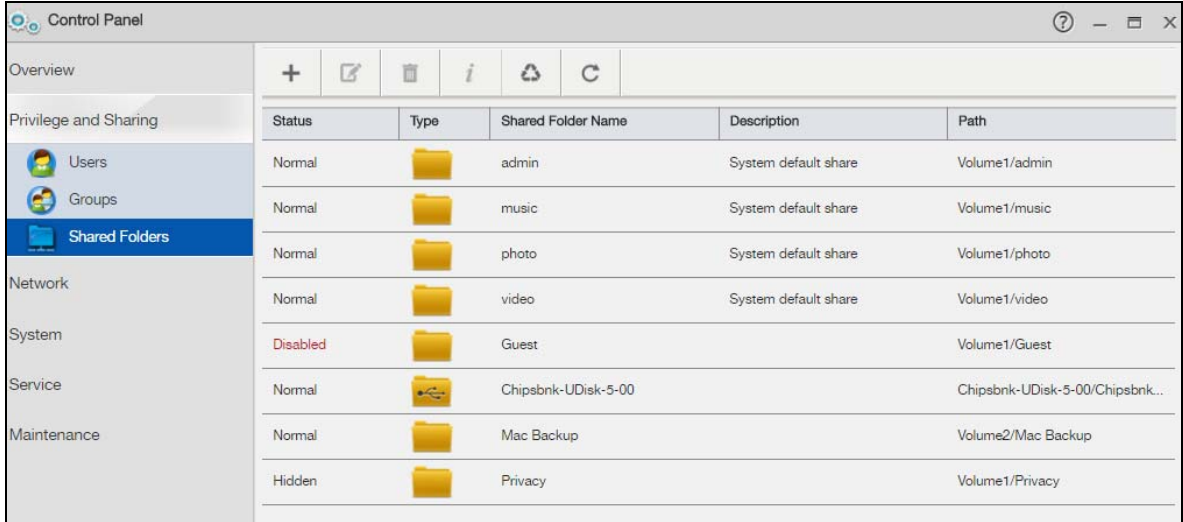 Control Panel
Overview
Privilege and Sharing
Users
Groups
Shared Folders
Network
System
Service
Maintenance
Status Type Shared Folder Name Description Path
Normal admin System default share Volume1/admin
Normal music System default share Volume1/music
Normal photo System default share Volume1/photo
Normal video System default share Volume1/video
Disabled Guest Volume1/Guest
Normal Chipsbnk-UDisk-5-00 Chipsbnk-UDisk-5-00/Chipsbnk...
Normal Mac Backup Volume2/Mac Backup
Hidden Privacy Volume1/Privacy